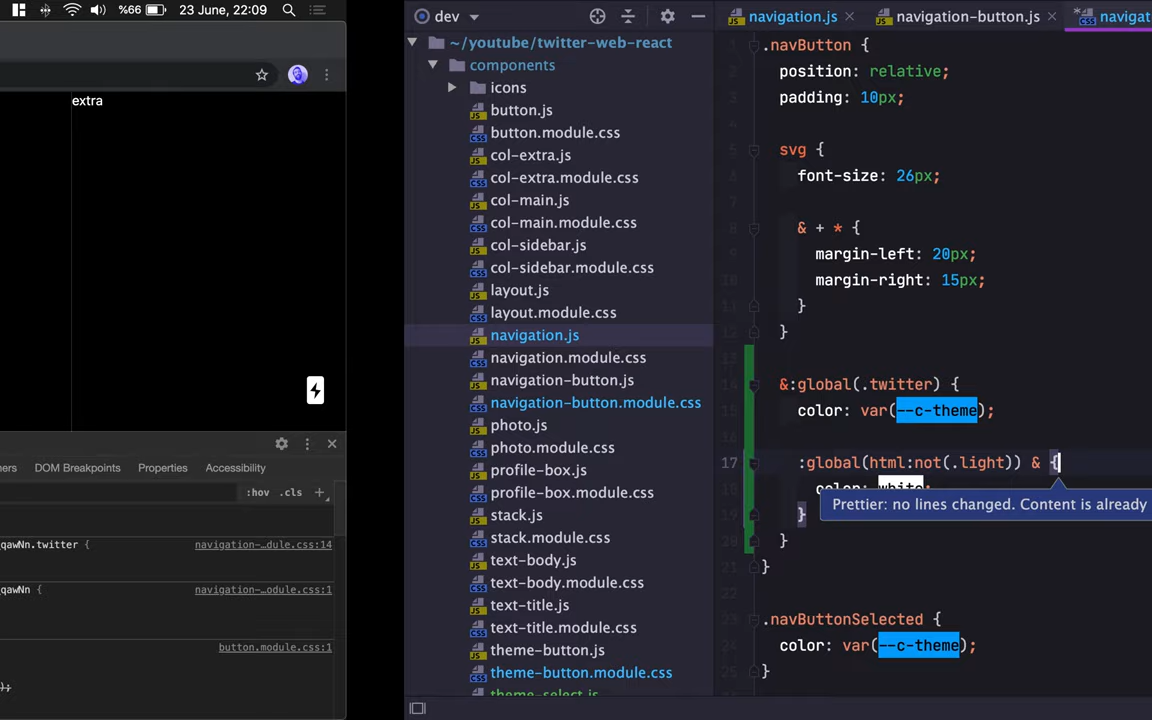 %66 23 June, 22:09
extra
DOM Breakpoints Properties Accessibility
:hov .cls +
.twitter { navigation-…dule.css:14
{ navigation-…odule.css:1
button.module.css:1
);
dev
~/youtube/twitter-web-react
components
icons
button.js
button.module.css
col-extra.js
col-extra.module.css
col-main.js
col-main.module.css
col-sidebar.js
col-sidebar.module.css
layout.js
layout.module.css
navigation.js
navigation.module.css
navigation-button.js
navigation-button.module.css
photo.js
photo.module.css
profile-box.js
profile-box.module.css
stack.js
stack.module.css
text-body.js
text-body.module.css
text-title.js
text-title.module.css
theme-button.js
theme-button.module.css
theme-select.js
navigation.js navigation-button.js
.navButton {
position: relative;
padding: 10px;
svg {
font-size: 26px;
& + * {
margin-left: 20px;
margin-right: 15px;
}
}
&:global(.twitter) {
color: var(--c-theme);
17 :global(html:not(.light)) & {
color: white;
Prettier: no lines changed. Content is already
}
}
}
.navButtonSelected {
color: var(--c-theme);
}